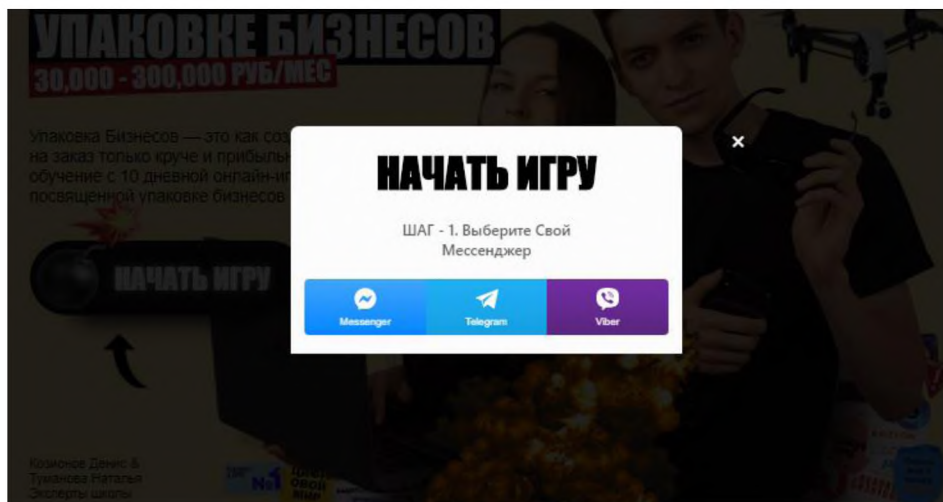 УПАКОВКЕ БИЗНЕСОВ
30,000 - 300,000 РУБ/МЕС
Упаковка Бизнесов — это как соз
на заказ только круче и прибыльн
обучение с 10 дневной онлайн-иг
посвященной упаковке бизнесов
НАЧАТЬ ИГРУ
×
НАЧАТЬ ИГРУ
ШАГ - 1. Выберите Свой
Мессенджер
Messenger
Telegram
Viber
Козионов Денис &
Туманова Наталья
Эксперты школы
№1